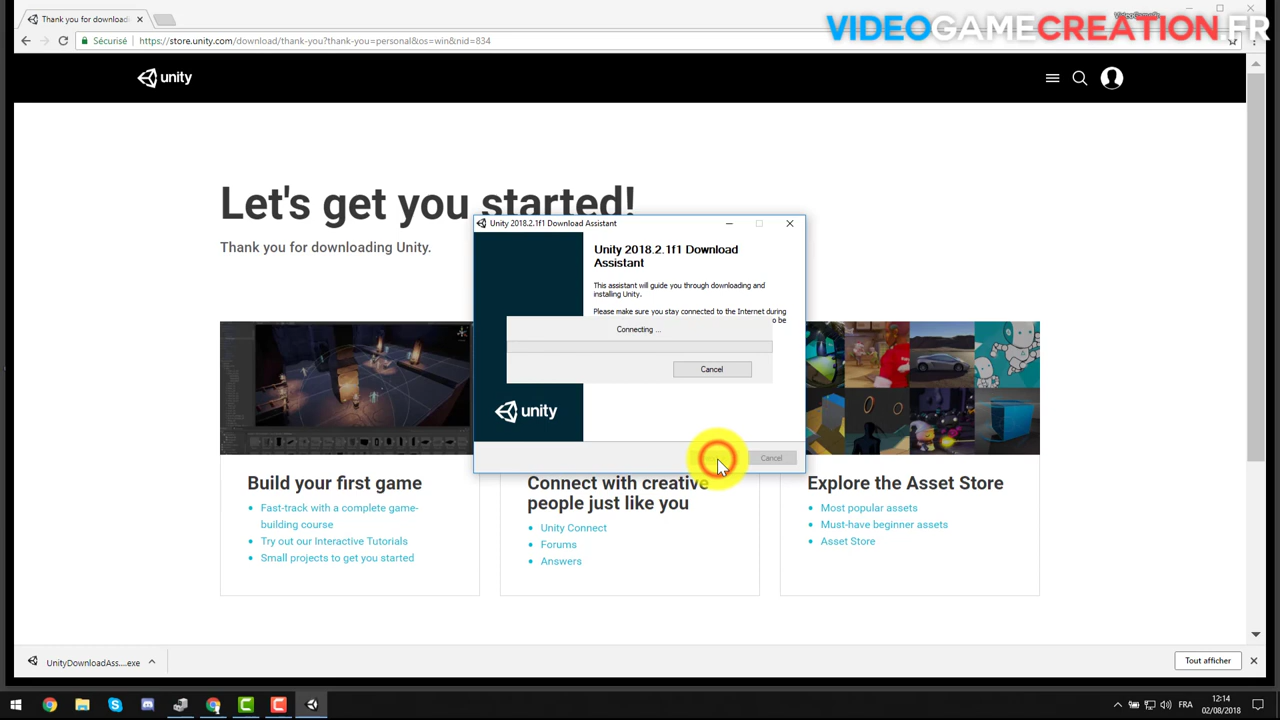 Thank you for download
VIDEOGAMECREATION.FR
Sécurisé
https://store.unity.com/download/thank-you?thank-you=personal&os=win&nid=834
unity
Let's get you started!
Thank you for downloading Unity.
Unity 2018.2.1f1 Download Assistant
Unity 2018.2.1f1 Download
Assistant
This assistant will guide you through downloading and
installing Unity.
Please make sure you stay connected to the Internet during
o be
Connecting ...
Cancel
unity
Cancel
Build your first game
Fast-track with a complete game-
building course
Try out our Interactive Tutorials
Small projects to get you started
Connect with creative
people just like you
Unity Connect
Forums
Answers
Explore the Asset Store
Most popular assets
Must-have beginner assets
Asset Store
UnityDownloadAss....exe
Tout afficher
FRA
12:14
02/08/2018